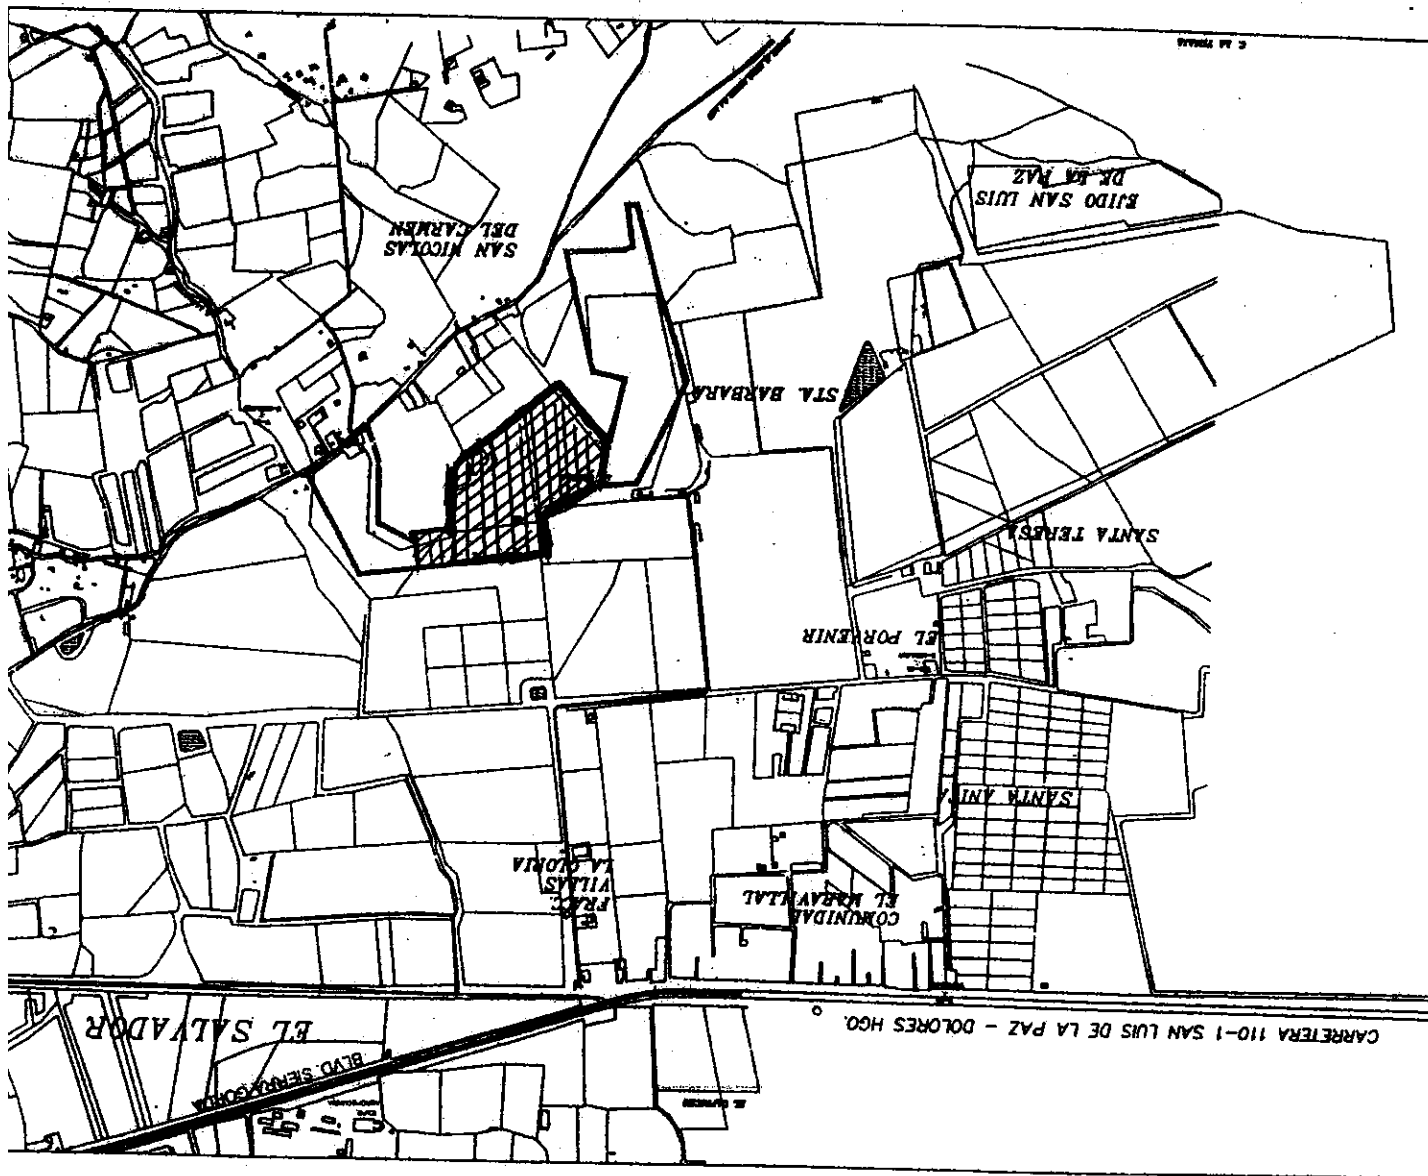 CARRETERA 110-1 SAN LUIS DE LA PAZ - DOLORES HGO.
BLVD. SIERRA GORDA
EL SALVADOR
COMUNIDAD
EL MARAVILLAL
FRACC.
VILLAS
LA GLORIA
SANTA ANITA
EL PORVENIR
SANTA TERESA
STA. BARBARA
SAN NICOLAS
DEL CARMEN
EJIDO SAN LUIS
DE LA PAZ